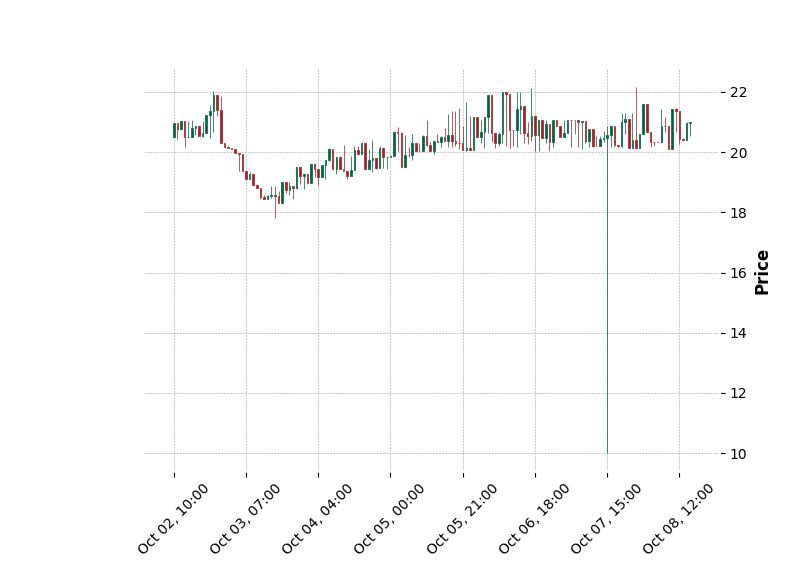 22
20
18
16
14
12
10
Price
Oct 02, 10:00
Oct 03, 07:00
Oct 04, 04:00
Oct 05, 00:00
Oct 05, 21:00
Oct 06, 18:00
Oct 07, 15:00
Oct 08, 12:00